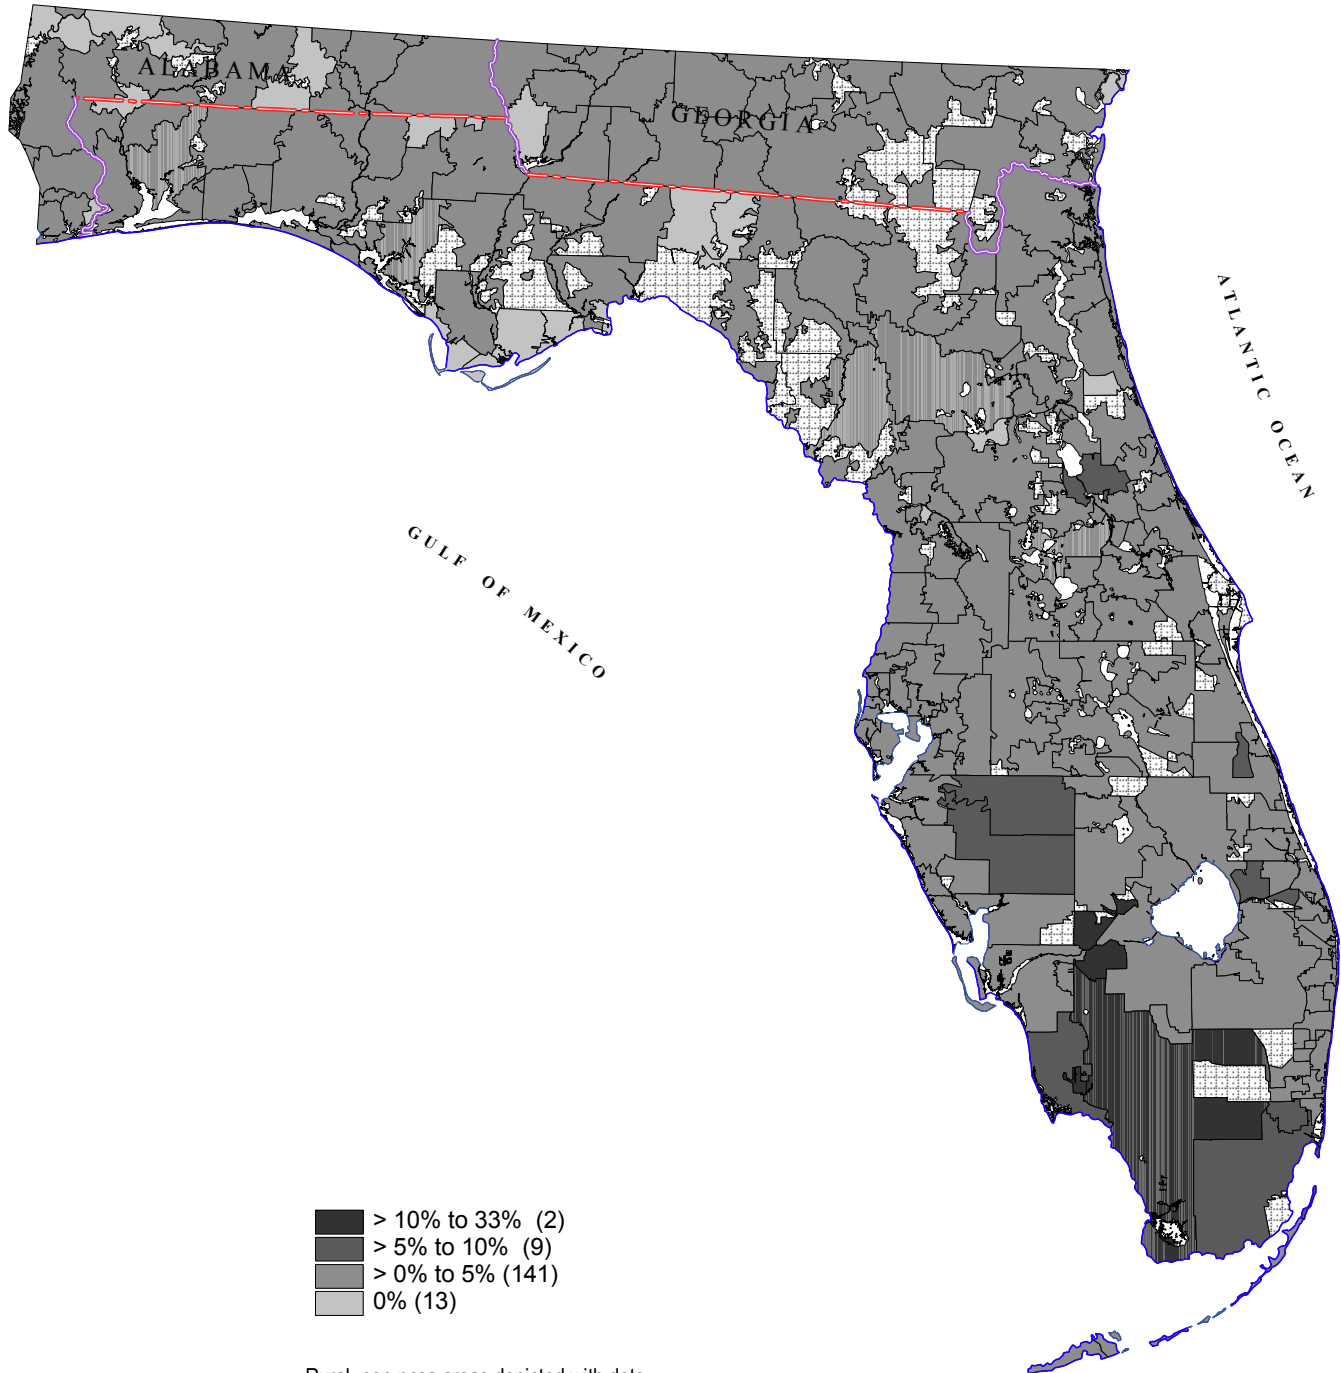 ALABAMA
GEORGIA
ATLANTIC OCEAN
GULF OF MEXICO
> 10% to 33% (2)
> 5% to 10% (9)
> 0% to 5% (141)
0% (13)